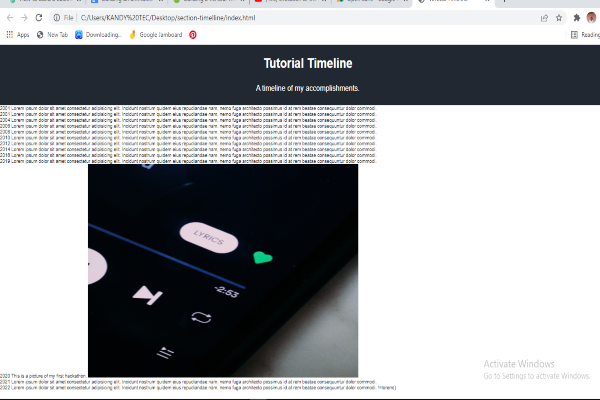 File | C:/Users/KANDY%20TEC/Desktop/section-timelline/index.html
Apps New Tab Downloading.. Google Jamboard Reading
Tutorial Timeline
A timeline of my accomplishments.
2001 Lorem ipsum dolor sit amet consectetur adipisicing elit. Incidunt nostrum quidem eius repudiandae nam, nemo fuga architecto possimus id at rem beatae consequuntur dolor commodi.
2004 Lorem ipsum dolor sit amet consectetur adipisicing elit. Incidunt nostrum quidem eius repudiandae nam, nemo fuga architecto possimus id at rem beatae consequuntur dolor commodi.
2006 Lorem ipsum dolor sit amet consectetur adipisicing elit. Incidunt nostrum quidem eius repudiandae nam, nemo fuga architecto possimus id at rem beatae consequuntur dolor commodi.
2008 Lorem ipsum dolor sit amet consectetur adipisicing elit. Incidunt nostrum quidem eius repudiandae nam, nemo fuga architecto possimus id at rem beatae consequuntur dolor commodi.
2010 Lorem ipsum dolor sit amet consectetur adipisicing elit. Incidunt nostrum quidem eius repudiandae nam, nemo fuga architecto possimus id at rem beatae consequuntur dolor commodi.
2012 Lorem ipsum dolor sit amet consectetur adipisicing elit. Incidunt nostrum quidem eius repudiandae nam, nemo fuga architecto possimus id at rem beatae consequuntur dolor commodi.
2014 Lorem ipsum dolor sit amet consectetur adipisicing elit. Incidunt nostrum quidem eius repudiandae nam, nemo fuga architecto possimus id at rem beatae consequuntur dolor commodi.
2018 Lorem ipsum dolor sit amet consectetur adipisicing elit. Incidunt nostrum quidem eius repudiandae nam, nemo fuga architecto possimus id at rem beatae consequuntur dolor commodi.
2019 Lorem ipsum dolor sit amet consectetur adipisicing elit. Incidunt nostrum quidem eius repudiandae nam, nemo fuga architecto possimus id at rem beatae consequuntur dolor commodi.
LYRICS
-2:53
Activate Windows
Go to Settings to activate Windows.
2020 This is a picture of my first hackathon
2021 Lorem ipsum dolor sit amet consectetur adipisicing elit. Incidunt nostrum quidem eius repudiandae nam, nemo fuga architecto possimus id at rem beatae consequuntur dolor commodi.
2022 Lorem ipsum dolor sit amet consectetur adipisicing elit. Incidunt nostrum quidem eius repudiandae nam, nemo fuga architecto possimus id at rem beatae consequuntur dolor commodi.